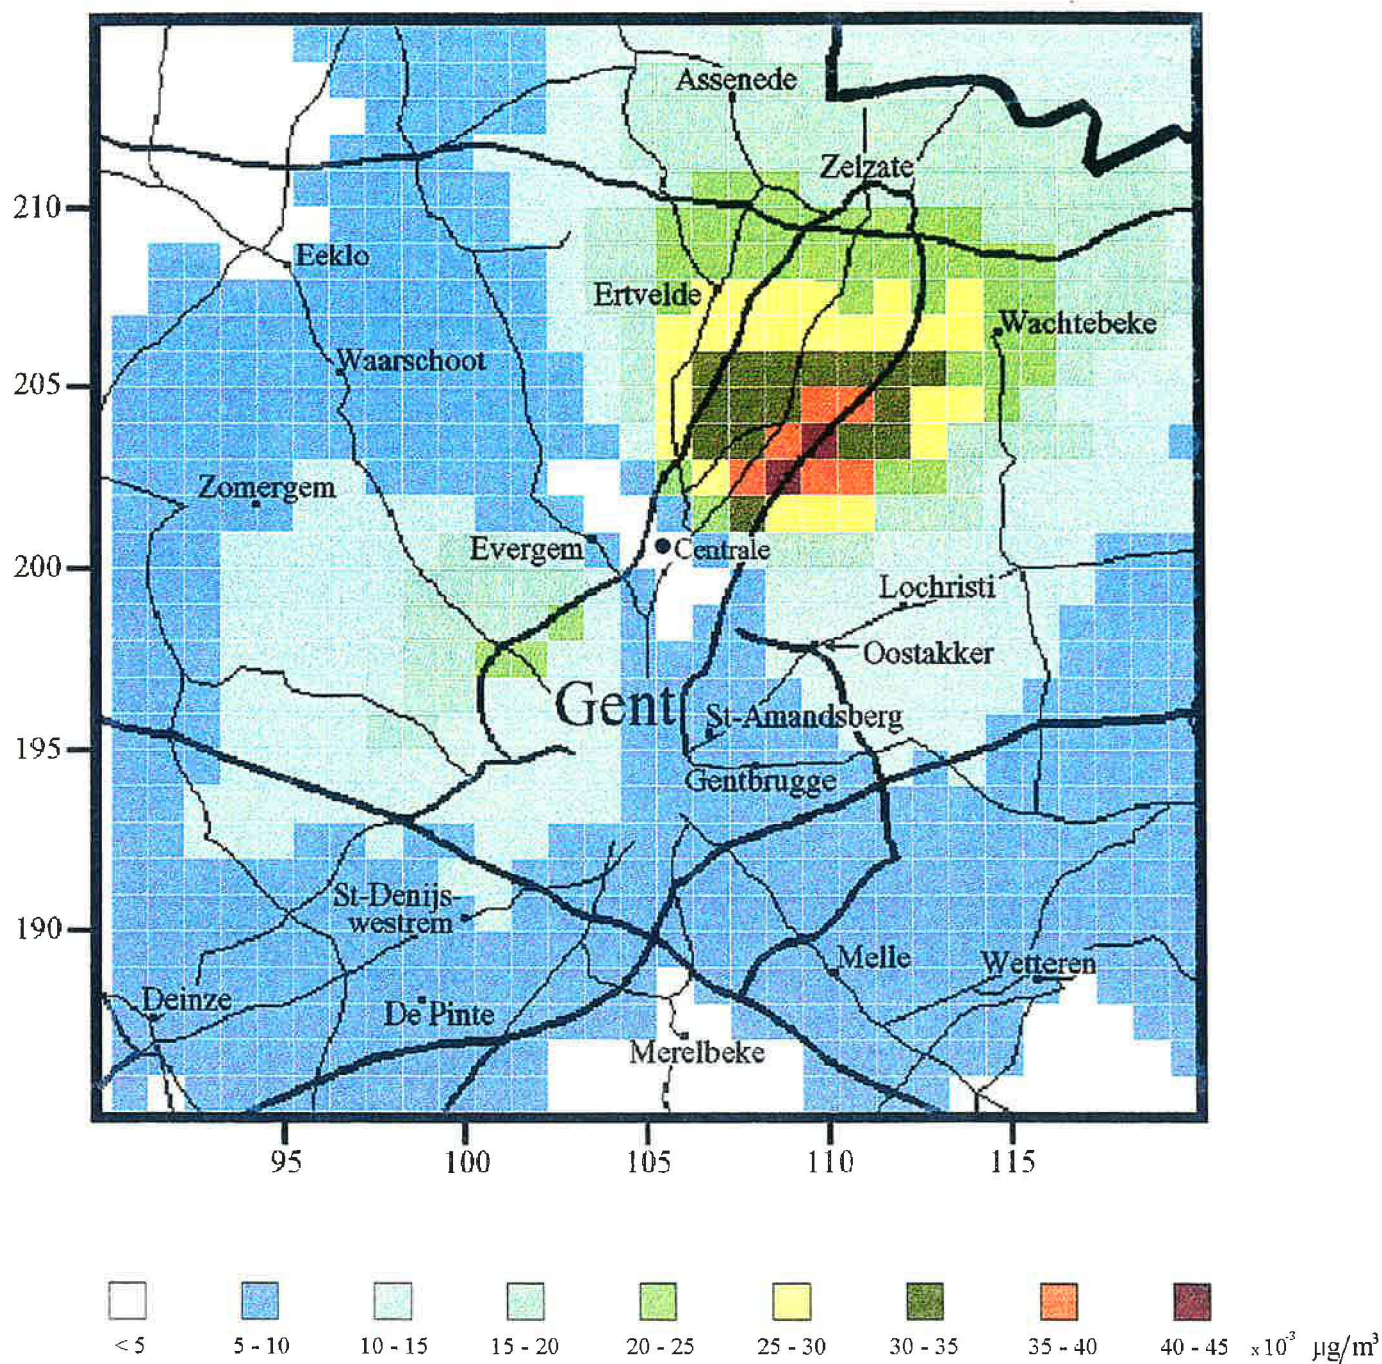 Assenede
Zelzate
210
Eeklo
Ertvelde
Wachtebeke
Waarschoot
205
Zomergem
Evergem
Centrale
200
Lochristi
Oostakker
Gent
St-Amandsberg
195
Gentbrugge
St-Denijs-
westrem
190
Melle
Wetteren
Deinze
De Pinte
Merelbeke
95 100 105 110 115
< 5 5 - 10 10 - 15 15 - 20 20 - 25 25 - 30 30 - 35 35 - 40 40 - 45 x 10⁻³ µg/m³